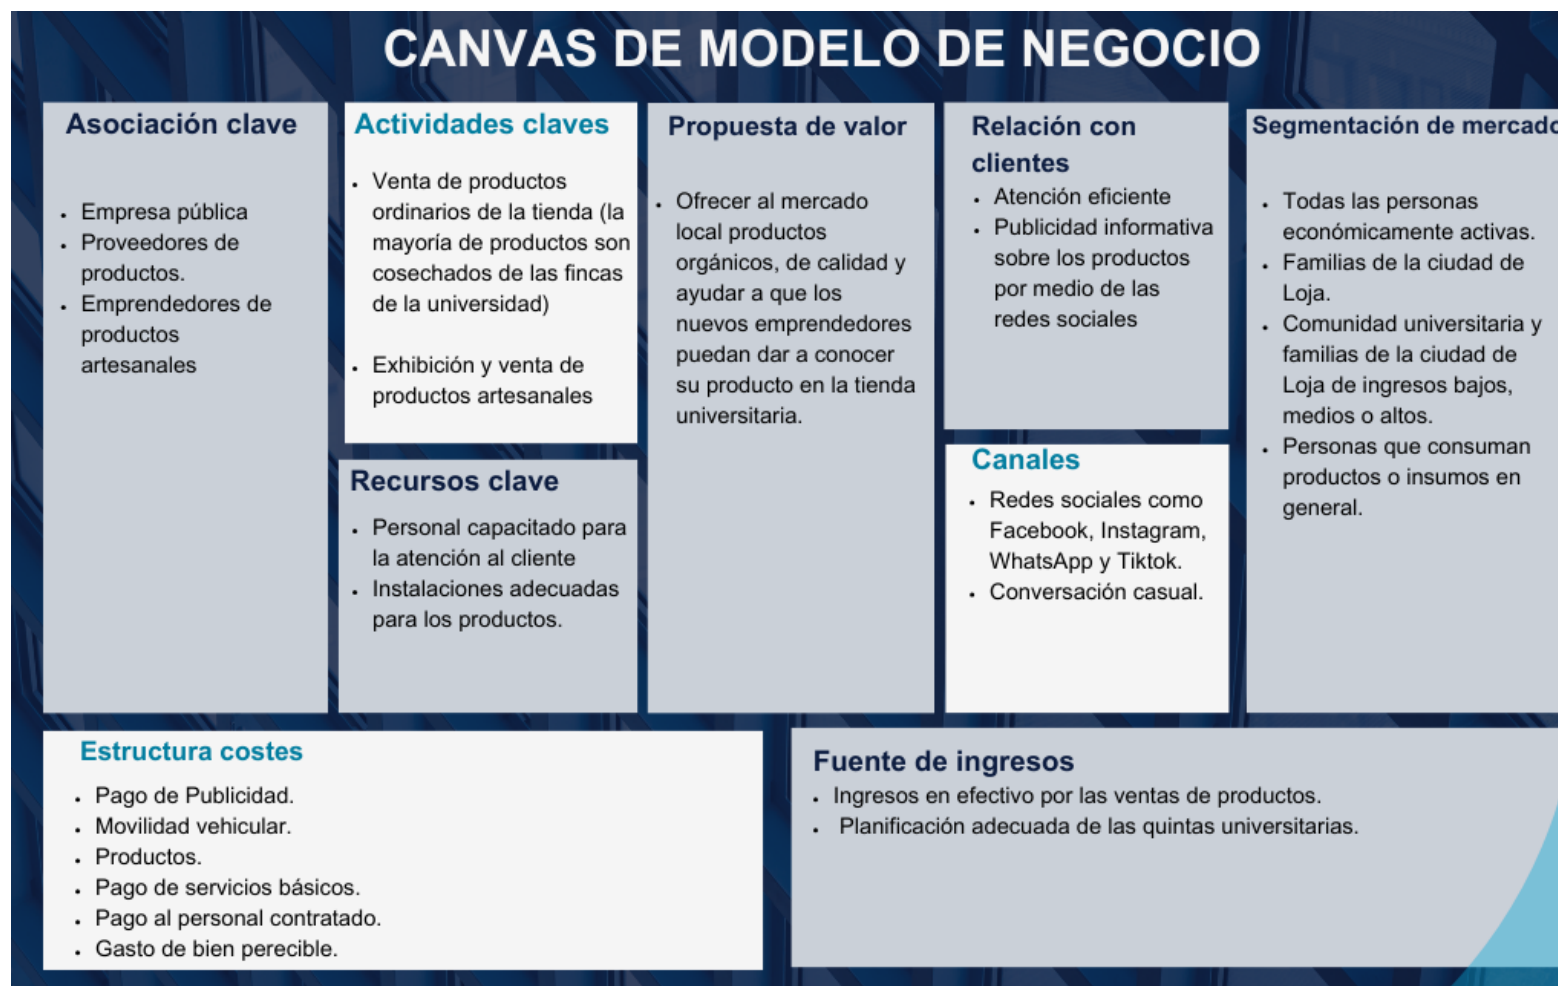 CANVAS DE MODELO DE NEGOCIO
Asociación clave
• Empresa pública
• Proveedores de
productos.
• Emprendedores de
productos
artesanales
Actividades claves
• Venta de productos
ordinarios de la tienda (la
mayoría de productos son
cosechados de las fincas
de la universidad)
• Exhibición y venta de
productos artesanales
Recursos clave
• Personal capacitado para
la atención al cliente
• Instalaciones adecuadas
para los productos.
Propuesta de valor
• Ofrecer al mercado
local productos
orgánicos, de calidad y
ayudar a que los
nuevos emprendedores
puedan dar a conocer
su producto en la tienda
universitaria.
Relación con
clientes
• Atención eficiente
• Publicidad informativa
sobre los productos
por medio de las
redes sociales
Canales
• Redes sociales como
Facebook, Instagram,
WhatsApp y Tiktok.
• Conversación casual.
Segmentación de mercado
• Todas las personas
económicamente activas.
• Familias de la ciudad de
Loja.
• Comunidad universitaria y
familias de la ciudad de
Loja de ingresos bajos,
medios o altos.
• Personas que consuman
productos o insumos en
general.
Estructura costes
• Pago de Publicidad.
• Movilidad vehicular.
• Productos.
• Pago de servicios básicos.
• Pago al personal contratado.
• Gasto de bien perecible.
Fuente de ingresos
• Ingresos en efectivo por las ventas de productos.
• Planificación adecuada de las quintas universitarias.